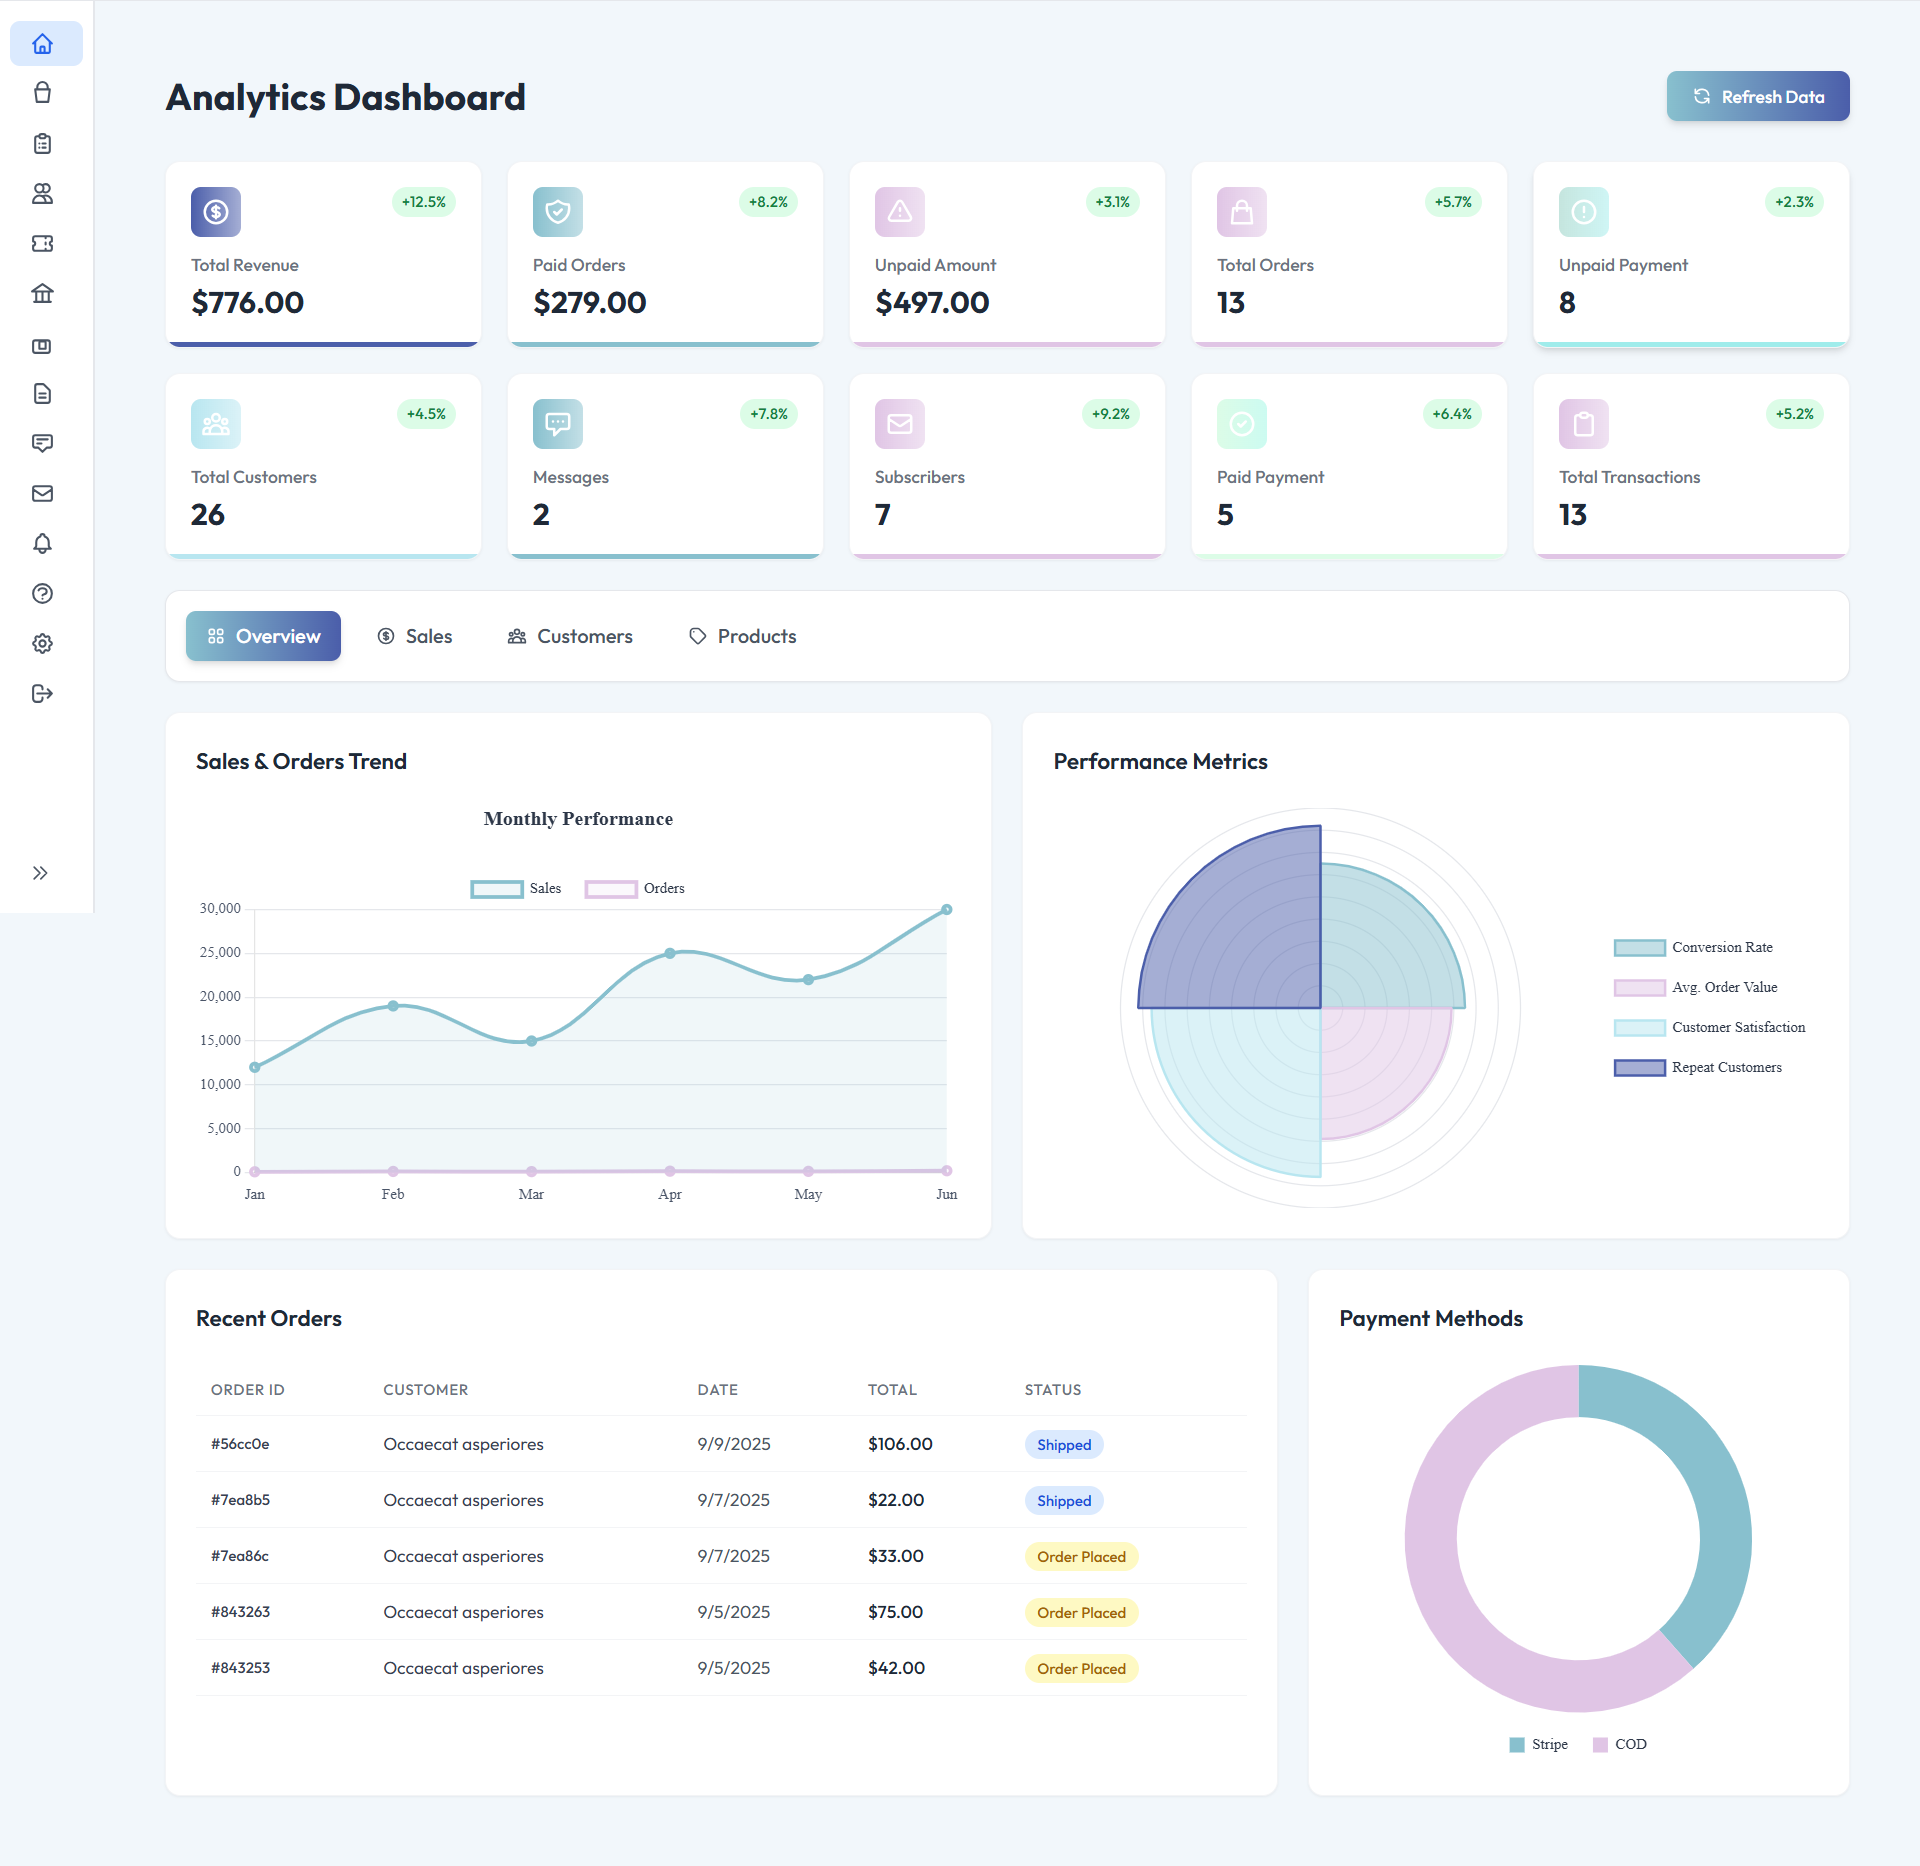 Analytics Dashboard
Refresh Data
+12.5%
Total Revenue
$776.00
+8.2%
Paid Orders
$279.00
+3.1%
Unpaid Amount
$497.00
+5.7%
Total Orders
13
+2.3%
Unpaid Payment
8
+4.5%
Total Customers
26
+7.8%
Messages
2
+9.2%
Subscribers
7
+6.4%
Paid Payment
5
+5.2%
Total Transactions
13
Overview
Sales
Customers
Products
Sales & Orders Trend
Monthly Performance
Sales
Orders
30,000
25,000
20,000
15,000
10,000
5,000
0
Jan
Feb
Mar
Apr
May
Jun
Performance Metrics
Conversion Rate
Avg. Order Value
Customer Satisfaction
Repeat Customers
Recent Orders
ORDER ID CUSTOMER DATE TOTAL STATUS
#56cc0e Occaecat asperiores 9/9/2025 $106.00 Shipped
#7ea8b5 Occaecat asperiores 9/7/2025 $22.00 Shipped
#7ea86c Occaecat asperiores 9/7/2025 $33.00 Order Placed
#843263 Occaecat asperiores 9/5/2025 $75.00 Order Placed
#843253 Occaecat asperiores 9/5/2025 $42.00 Order Placed
Payment Methods
Stripe
COD